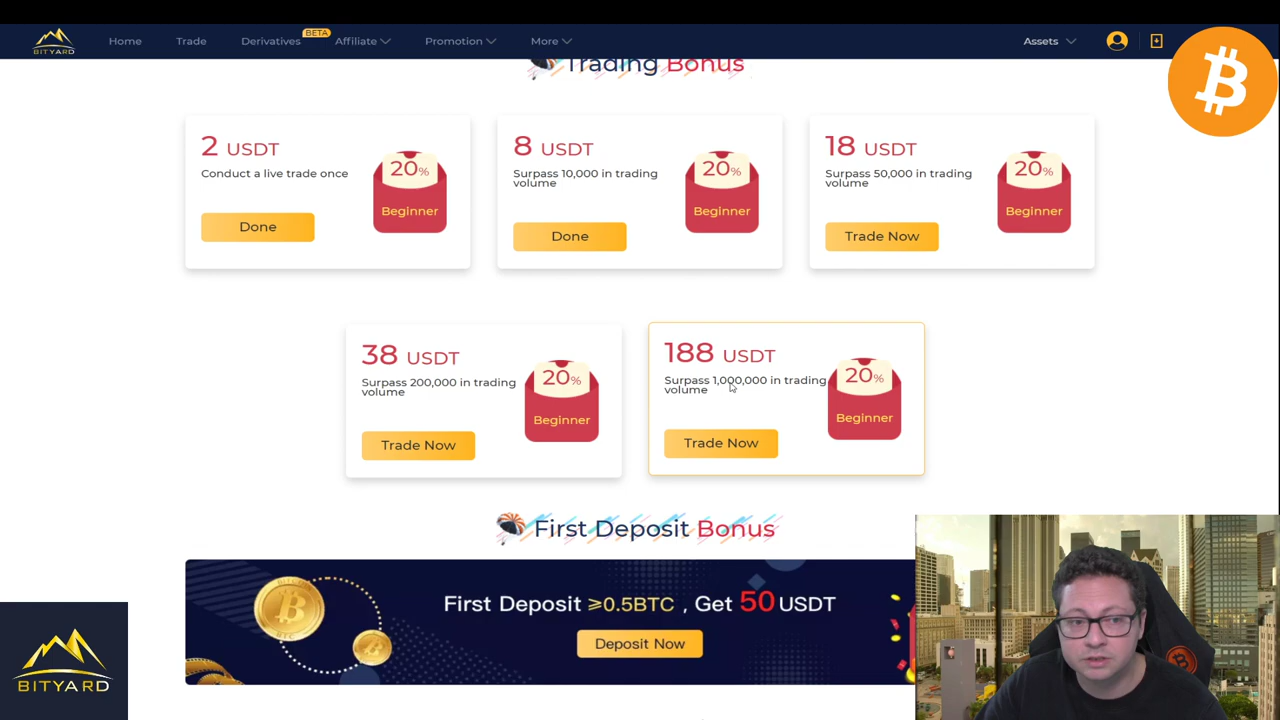 BITYARD
Home
Trade
Derivatives
BETA
Affiliate
Promotion
More
Assets
Trading Bonus
2 USDT
Conduct a live trade once
Done
20%
Beginner
8 USDT
Surpass 10,000 in trading
volume
Done
20%
Beginner
18 USDT
Surpass 50,000 in trading
volume
Trade Now
20%
Beginner
38 USDT
Surpass 200,000 in trading
volume
Trade Now
20%
Beginner
188 USDT
Surpass 1,000,000 in trading
volume
Trade Now
20%
Beginner
First Deposit Bonus
First Deposit ≥0.5BTC , Get 50 USDT
Deposit Now
BITYARD